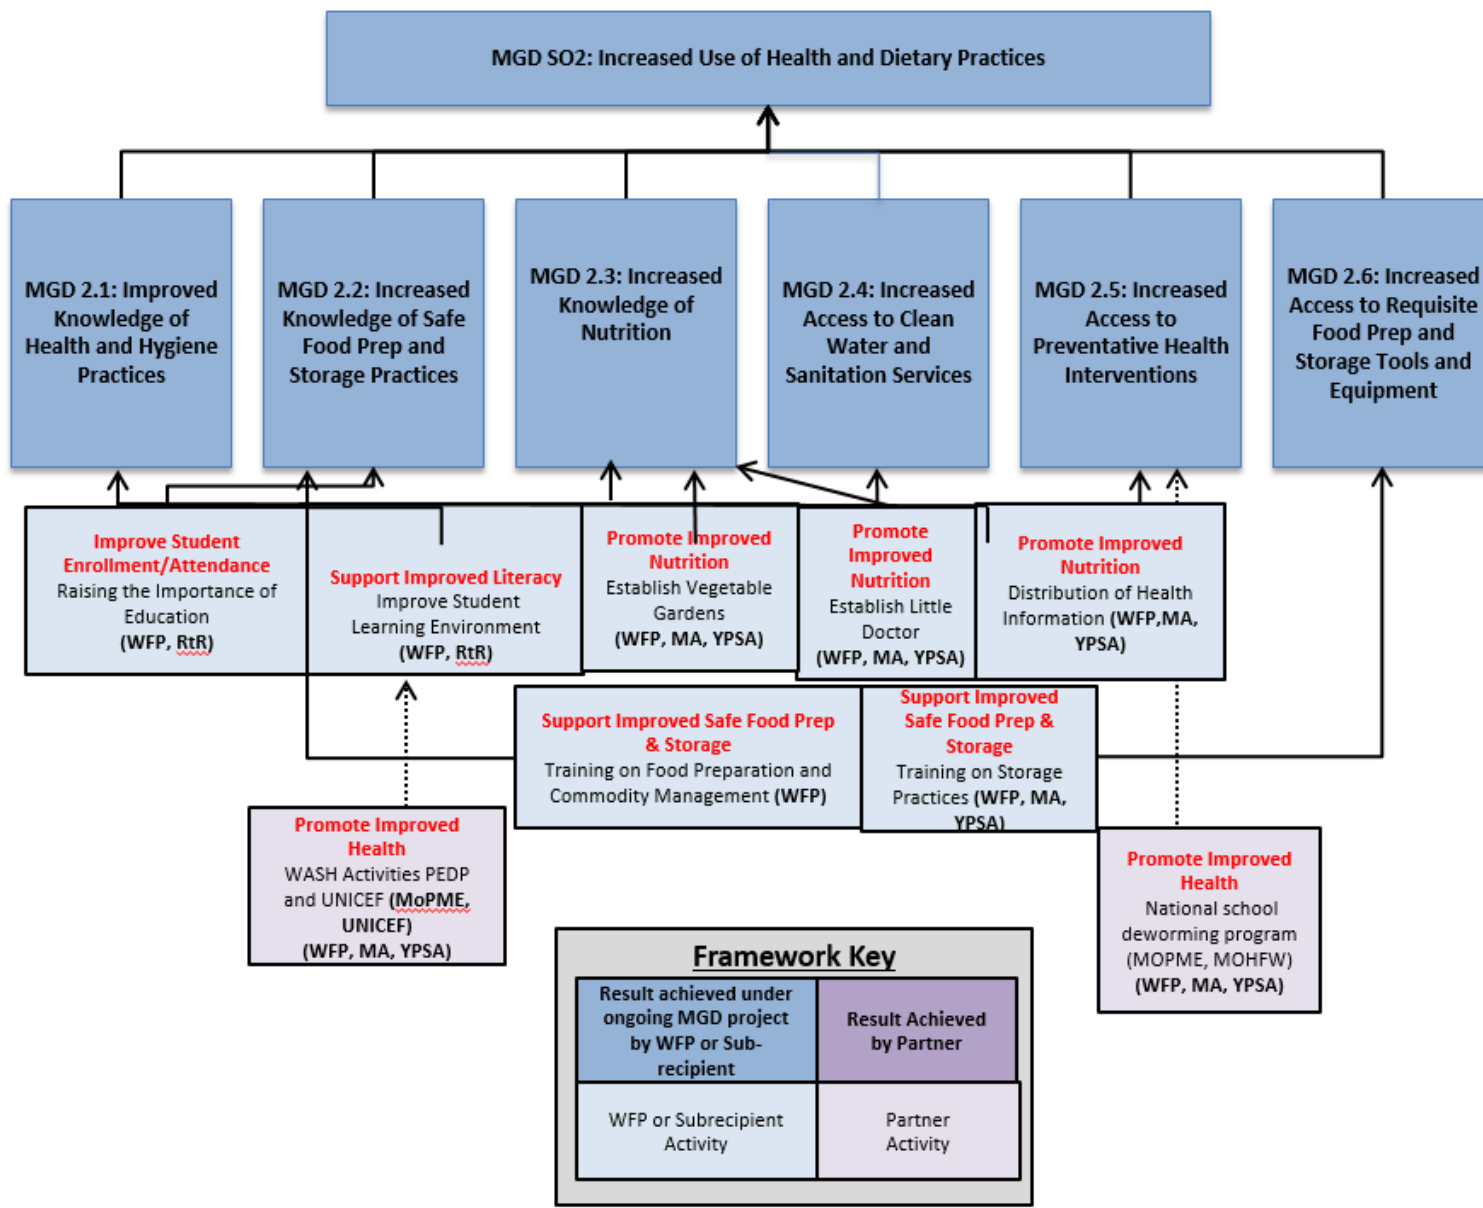 MGD SO2: Increased Use of Health and Dietary Practices
MGD 2.1: Improved
Knowledge of
Health and Hygiene
Practices
MGD 2.2: Increased
Knowledge of Safe
Food Prep and
Storage Practices
MGD 2.3: Increased
Knowledge of
Nutrition
MGD 2.4: Increased
Access to Clean
Water and
Sanitation Services
MGD 2.5: Increased
Access to
Preventative Health
Interventions
MGD 2.6: Increased
Access to Requisite
Food Prep and
Storage Tools and
Equipment
Improve Student
Enrollment/Attendance
Raising the Importance of
Education
(WFP, RtR)
Support Improved Literacy
Improve Student
Learning Environment
(WFP, RtR)
Promote Improved
Nutrition
Establish Vegetable
Gardens
(WFP, MA, YPSA)
Promote
Improved
Nutrition
Establish Little
Doctor
(WFP, MA, YPSA)
Promote Improved
Nutrition
Distribution of Health
Information (WFP,MA,
YPSA)
Support Improved Safe Food Prep
& Storage
Training on Food Preparation and
Commodity Management (WFP)
Support Improved
Safe Food Prep &
Storage
Training on Storage
Practices (WFP, MA,
YPSA)
Promote Improved
Health
WASH Activities PEDP
and UNICEF (MoPME,
UNICEF)
(WFP, MA, YPSA)
Promote Improved
Health
National school
deworming program
(MOPME, MOHFW)
(WFP, MA, YPSA)
Framework Key
Result achieved under
ongoing MGD project
by WFP or Sub-
recipient
Result Achieved
by Partner
WFP or Subrecipient
Activity
Partner
Activity